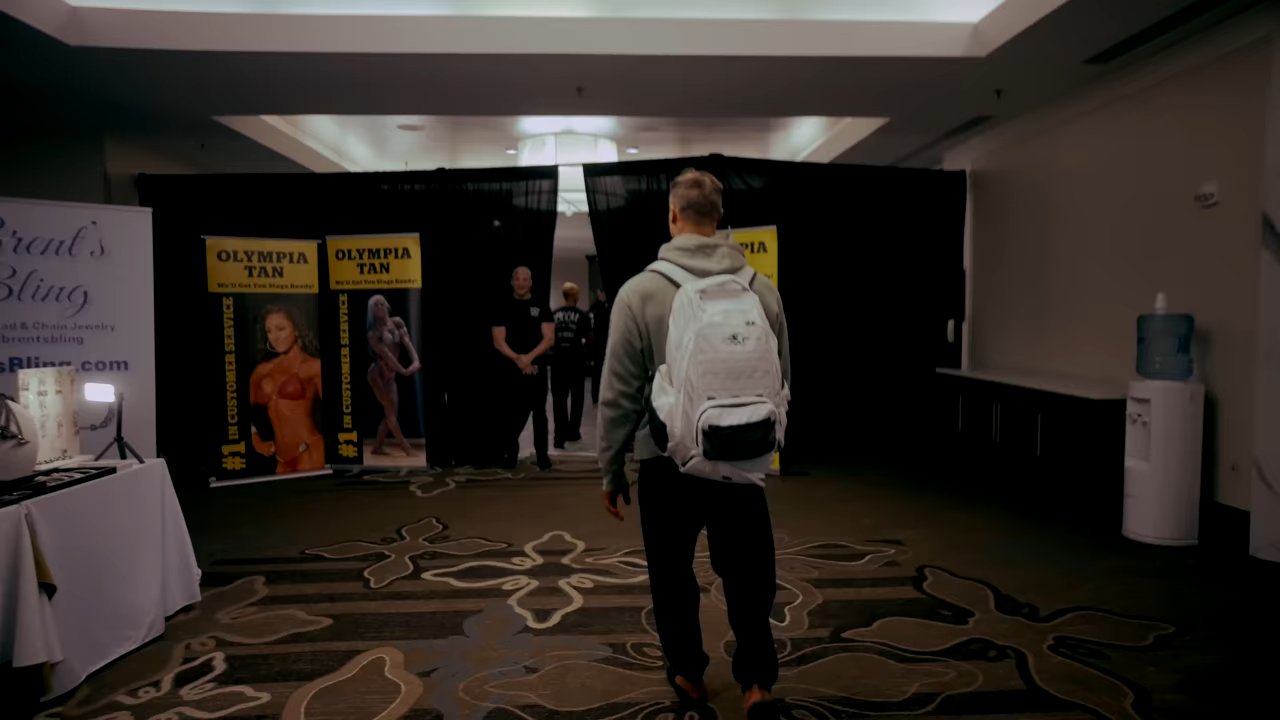 Brent's
Bling
ad & Chain Jewelry
brentsbling
sBling.com
OLYMPIA
TAN
We'll Get You Stage Ready!
#1 IN CUSTOMER SERVICE
OLYMPIA
TAN
We'll Get You Stage Ready!
#1 IN CUSTOMER SERVICE
PIA